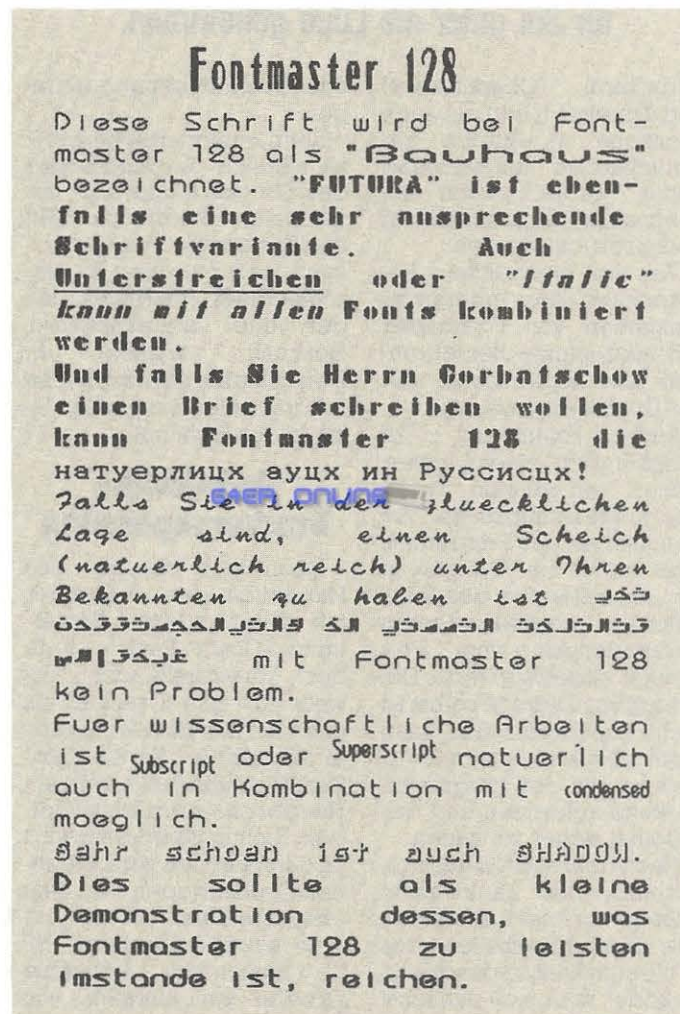 Fontmaster 128
Diese Schrift wird bei Font-
master 128 als "Bauhaus"
bezeichnet. "FUTURA" ist eben-
falls eine sehr ansprechende
Schriftvariante. Auch
Unterstreichen oder "Italic"
kann mit allen Fonts kombiniert
werden.
Und falls Sie Herrn Gorbatschow
einen Brief schreiben wollen,
kann Fontmaster 128 die
натуерлицх ауцх ин Руссисцх!
64ER ONLINE
Falls Sie in der gluecklichen
Lage sind, einen Scheich
(natuerlich reich) unter Ihren
Bekannten zu haben ist
mit Fontmaster 128
kein Problem.
Fuer wissenschaftliche Arbeiten
ist Subscript oder Superscript natuerlich
auch in Kombination mit condensed
moeglich.
Sehr schoen ist auch SHADOW.
Dies sollte als kleine
Demonstration dessen, was
Fontmaster 128 zu leisten
imstande ist, reichen.